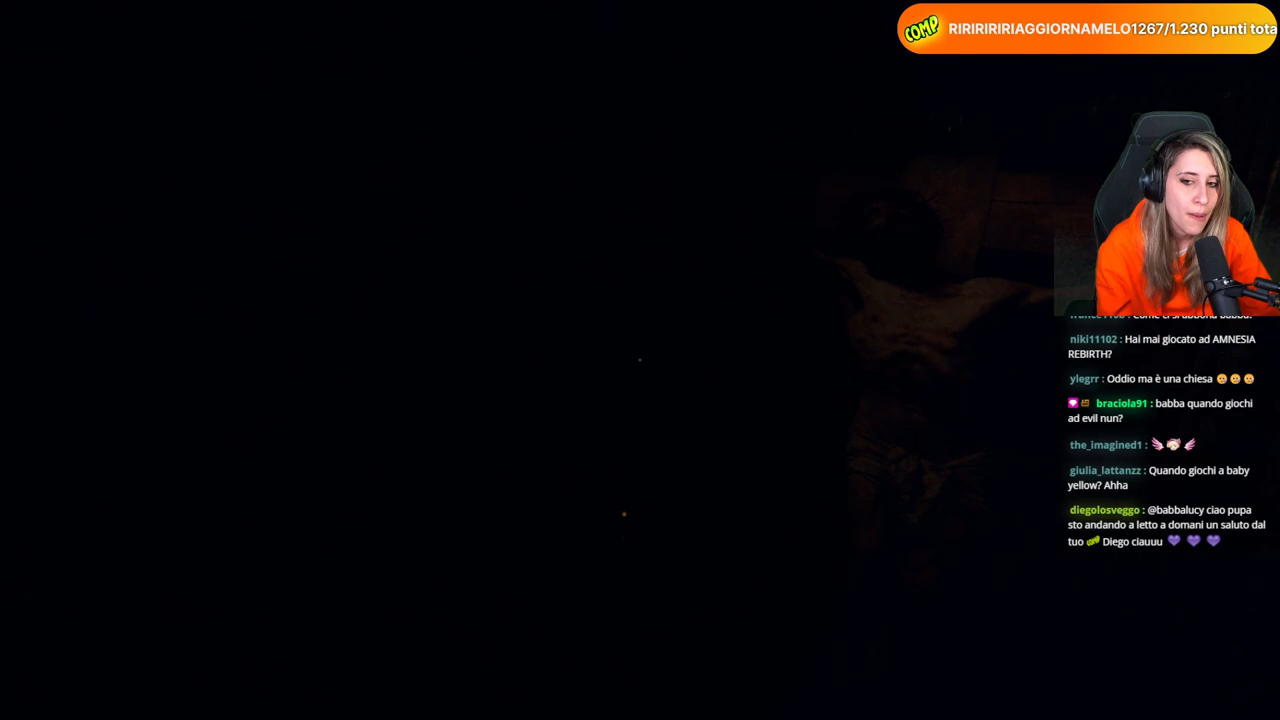 COMP RIRIRIRIRIAGGIORNAMELO1267/1.230 punti tota
niki11102 : Hai mai giocato ad AMNESIA
REBIRTH?
ylegrr : Oddio ma è una chiesa
braciola91 : babba quando giochi
ad evil nun?
the_imagined1 :
giulia_lattanzz : Quando giochi a baby
yellow? Ahha
diegolosveggo : @babbalucy ciao pupa
sto andando a letto a domani un saluto dal
tuo Diego ciauuu